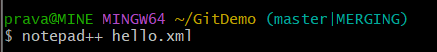 prava@MINE MINGW64 ~/GitDemo (master|MERGING)
$ notepad++ hello.xml